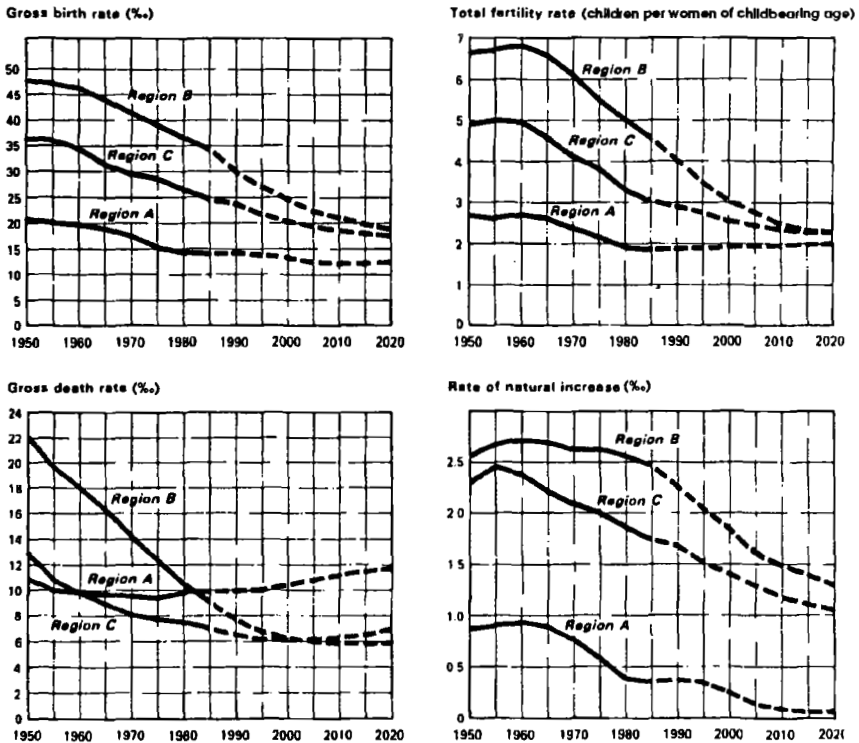 Gross birth rate (‰)
50
45
40
35
30
25
20
15
10
5
0
Region B
Region C
Region A
1950 1960 1970 1980 1990 2000 2010 2020
Total fertility rate (children per women of childbearing age)
7
6
5
4
3
2
1
0
Region B
Region C
Region A
1950 1960 1970 1980 1990 2000 2010 2020
Gross death rate (‰)
24
22
20
18
16
14
12
10
8
6
4
2
0
Region B
Region A
Region C
1950 1960 1970 1980 1990 2000 2010 2020
Rate of natural increase (‰)
2.5
2.0
1.5
1.0
0.5
0
Region B
Region C
Region A
1950 1960 1970 1980 1990 2000 2010